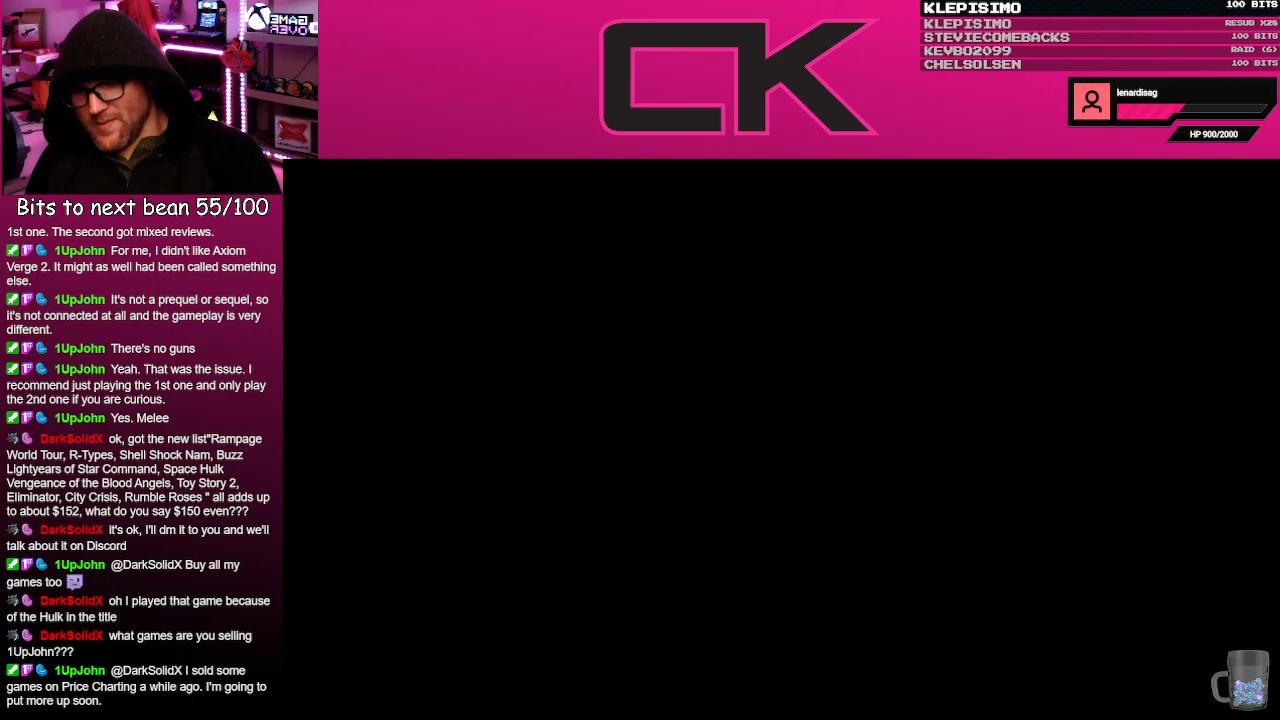 GAME
OVER
CK
KLEPISIMO 100 BITS
KLEPISIMO RESUB X26
STEVIECOMEBACKS 100 BITS
KEVBO2099 RAID (6)
CHELSOLSEN 100 BITS
lenardisag
HP 900/2000
Bits to next bean 55/100
1st one. The second got mixed reviews.
1UpJohn For me, I didn't like Axiom
Verge 2. It might as well had been called something
else.
1UpJohn It's not a prequel or sequel, so
it's not connected at all and the gameplay is very
different.
1UpJohn There's no guns
1UpJohn Yeah. That was the issue. I
recommend just playing the 1st one and only play
the 2nd one if you are curious.
1UpJohn Yes. Melee
DarkSolidX ok, got the new list"Rampage
World Tour, R-Types, Shell Shock Nam, Buzz
Lightyears of Star Command, Space Hulk
Vengeance of the Blood Angels, Toy Story 2,
Eliminator, City Crisis, Rumble Roses " all adds up
to about $152, what do you say $150 even???
DarkSolidX It's ok, I'll dm it to you and we'll
talk about it on Discord
1UpJohn @DarkSolidX Buy all my
games too
DarkSolidX oh I played that game because
of the Hulk in the title
DarkSolidX what games are you selling
1UpJohn???
1UpJohn @DarkSolidX I sold some
games on Price Charting a while ago. I'm going to
put more up soon.